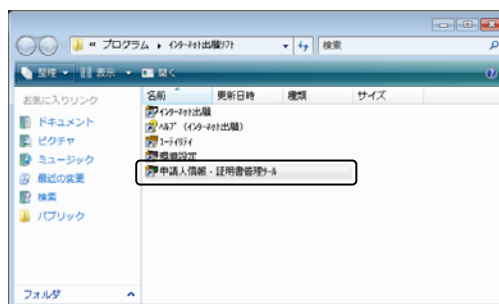 « プログラム ▸ ｲﾝﾀｰﾈｯﾄ出願ｿﾌﾄ
検索
整理
表示
開く
お気に入りリンク
ドキュメント
ピクチャ
ミュージック
最近の変更
検索
パブリック
フォルダ
名前 更新日時 種類 サイズ
ｲﾝﾀｰﾈｯﾄ出願
ﾍﾙﾌﾟ (ｲﾝﾀｰﾈｯﾄ出願)
ﾕｰﾃｨﾘﾃｨ
環境設定
申請人情報・証明書管理ﾂｰﾙ